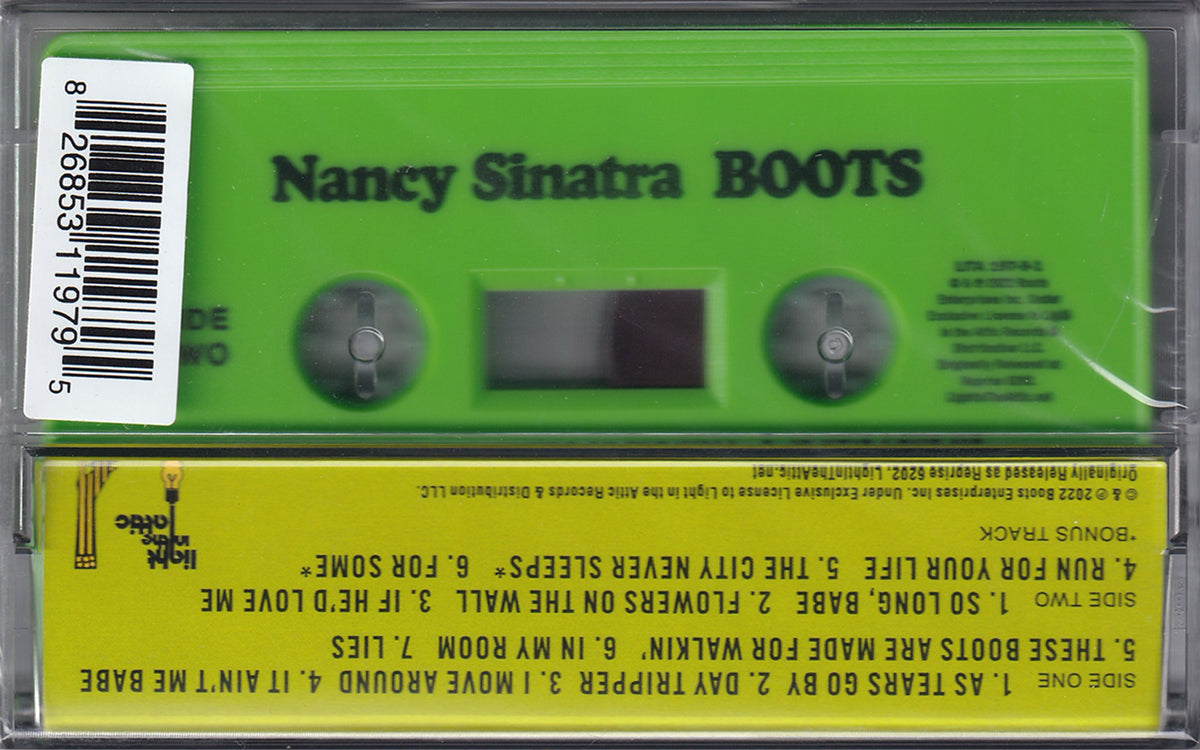 8 26853 11979 5
Nancy Sinatra BOOTS
SIDE ONE 1. AS TEARS GO BY 2. DAY TRIPPER 3. I MOVE AROUND 4. IT AIN'T ME BABE
5. THESE BOOTS ARE MADE FOR WALKIN' 6. IN MY ROOM 7. LIES
SIDE TWO 1. SO LONG, BABE 2. FLOWERS ON THE WALL 3. IF HE'D LOVE ME
4. RUN FOR YOUR LIFE 5. THE CITY NEVER SLEEPS* 6. FOR SOME*
*BONUS TRACK
© & ℗ 2022 Boots Enterprises Inc. Under Exclusive License to Light in the Attic Records & Distribution LLC.
Originally Released as Reprise 6202. LightInTheAttic.net
light
in the
attic